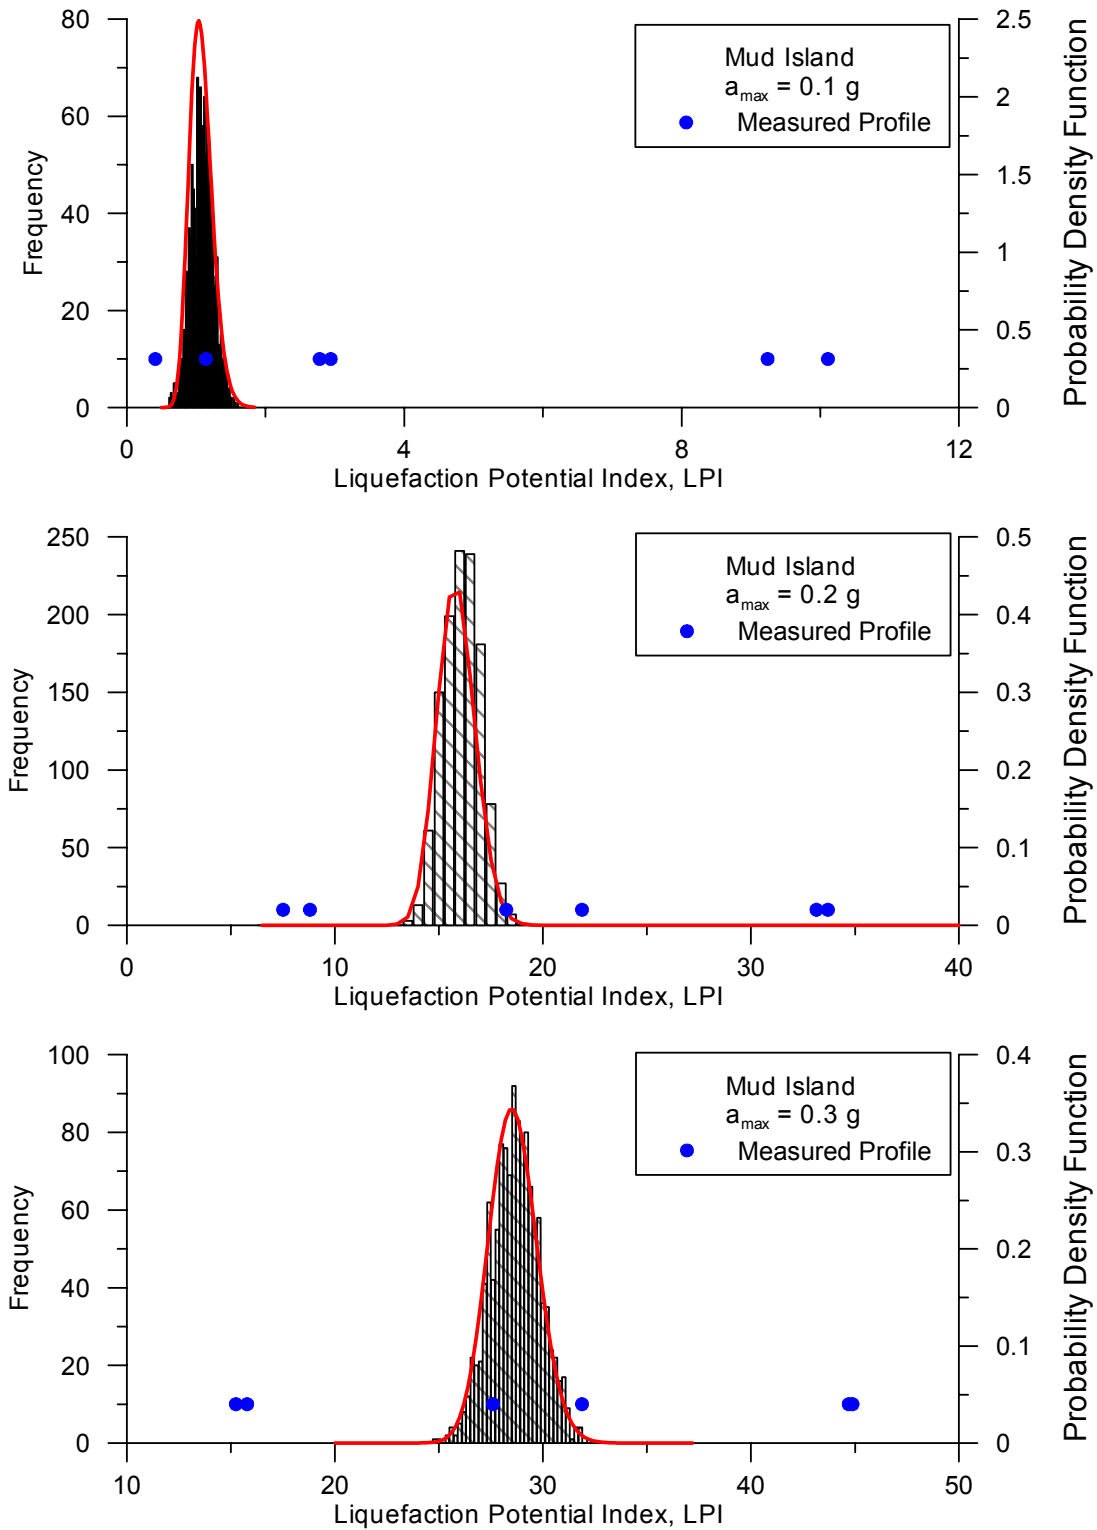 80
60
40
20
0
Frequency
2.5
2
1.5
1
0.5
0
Probability Density Function
Mud Island
amax = 0.1 g
Measured Profile
0 4 8 12
Liquefaction Potential Index, LPI
250
200
150
100
50
0
Frequency
0.5
0.4
0.3
0.2
0.1
0
Probability Density Function
Mud Island
amax = 0.2 g
Measured Profile
0 10 20 30 40
Liquefaction Potential Index, LPI
100
80
60
40
20
0
Frequency
0.4
0.3
0.2
0.1
0
Probability Density Function
Mud Island
amax = 0.3 g
Measured Profile
10 20 30 40 50
Liquefaction Potential Index, LPI